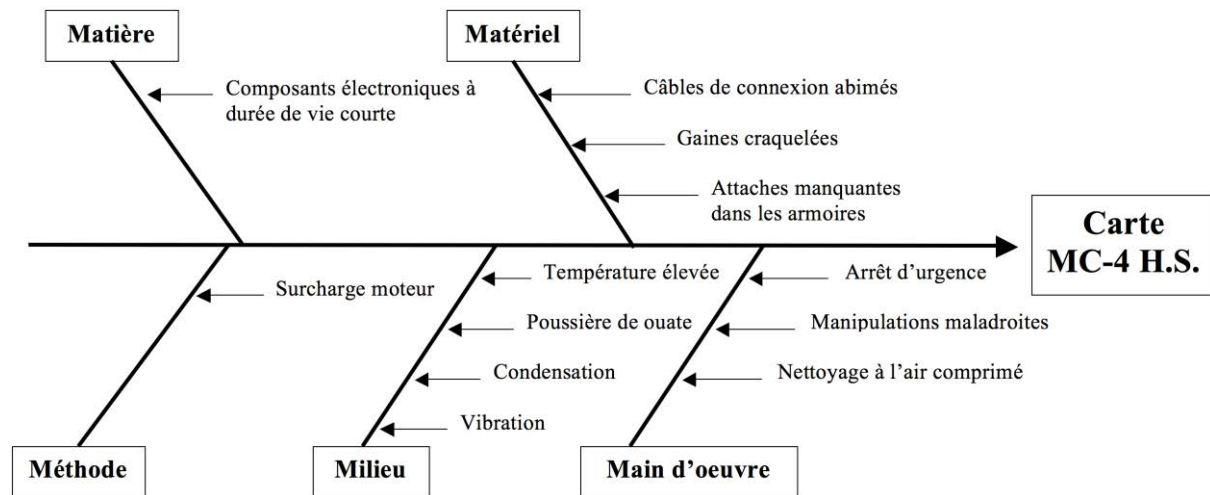 Matière
Matériel
Composants électroniques à
durée de vie courte
Câbles de connexion abimés
Gaines craquelées
Attaches manquantes
dans les armoires
Carte
MC-4 H.S.
Surcharge moteur
Température élevée
Poussière de ouate
Condensation
Vibration
Arrêt d’urgence
Manipulations maladroites
Nettoyage à l’air comprimé
Méthode
Milieu
Main d’oeuvre